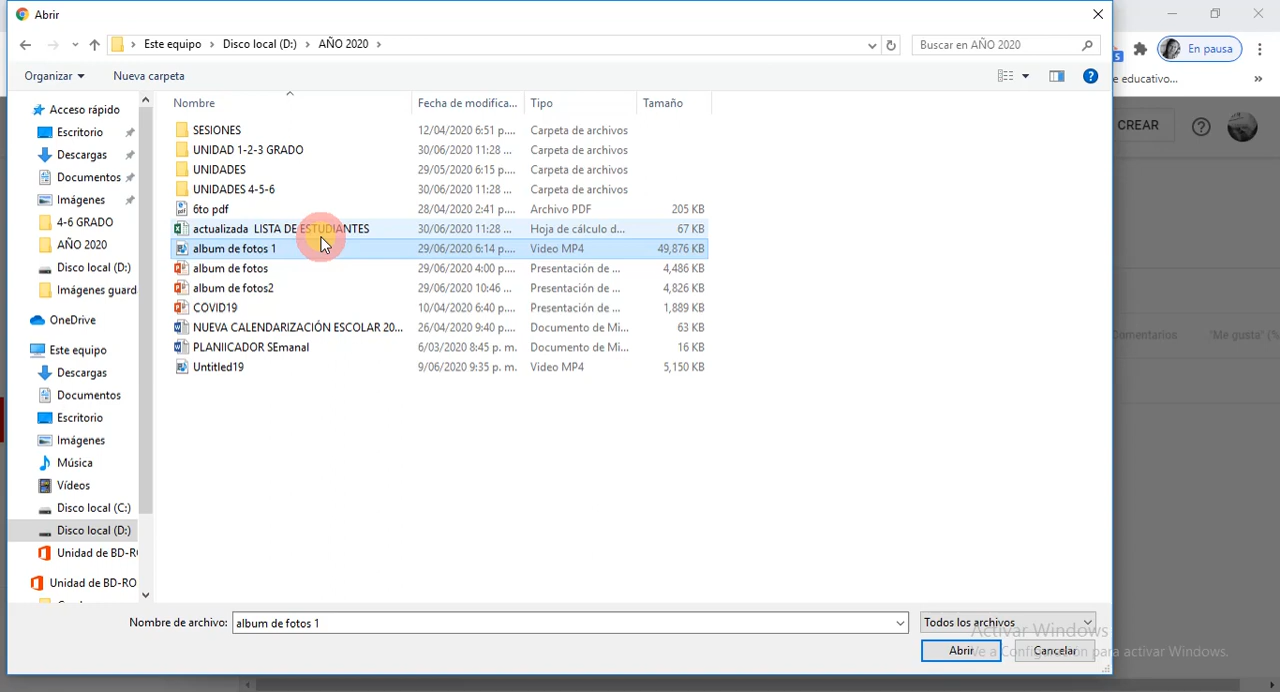 Abrir
Este equipo > Disco local (D:) > AÑO 2020 >
Buscar en AÑO 2020
En pausa
5
Organizar
Nueva carpeta
e educativo...
»
CREAR
Nombre Fecha de modifica... Tipo Tamaño
SESIONES 12/04/2020 6:51 p.... Carpeta de archivos
UNIDAD 1-2-3 GRADO 30/06/2020 11:28 ... Carpeta de archivos
UNIDADES 29/05/2020 6:15 p.... Carpeta de archivos
UNIDADES 4-5-6 30/06/2020 11:28 ... Carpeta de archivos
6to pdf 28/04/2020 2:41 p.... Archivo PDF 205 KB
actualizada LISTA DE ESTUDIANTES 30/06/2020 11:28 ... Hoja de cálculo d... 67 KB
album de fotos 1 29/06/2020 6:14 p.... Video MP4 49,876 KB
album de fotos 29/06/2020 4:00 p.... Presentación de ... 4,486 KB
album de fotos2 29/06/2020 10:46 ... Presentación de ... 4,826 KB
COVID19 10/04/2020 6:40 p.... Presentación de ... 1,889 KB
NUEVA CALENDARIZACIÓN ESCOLAR 20... 26/04/2020 9:40 p.... Documento de Mi... 63 KB
PLANIICADOR SEmanal 6/03/2020 8:45 p. m. Documento de Mi... 16 KB
Untitled19 9/06/2020 9:35 p. m. Video MP4 5,150 KB
Acceso rápido
Escritorio
Descargas
Documentos
Imágenes
4-6 GRADO
AÑO 2020
Disco local (D:)
Imágenes guard
OneDrive
Este equipo
Descargas
Documentos
Escritorio
Imágenes
Música
Vídeos
Disco local (C:)
Disco local (D:)
Unidad de BD-R
Unidad de BD-RO
Comentarios "Me gusta" (%
Nombre de archivo: album de fotos 1
Todos los archivos
Abrir
Cancelar
Activar Windows
Ve a Configuración para activar Windows.